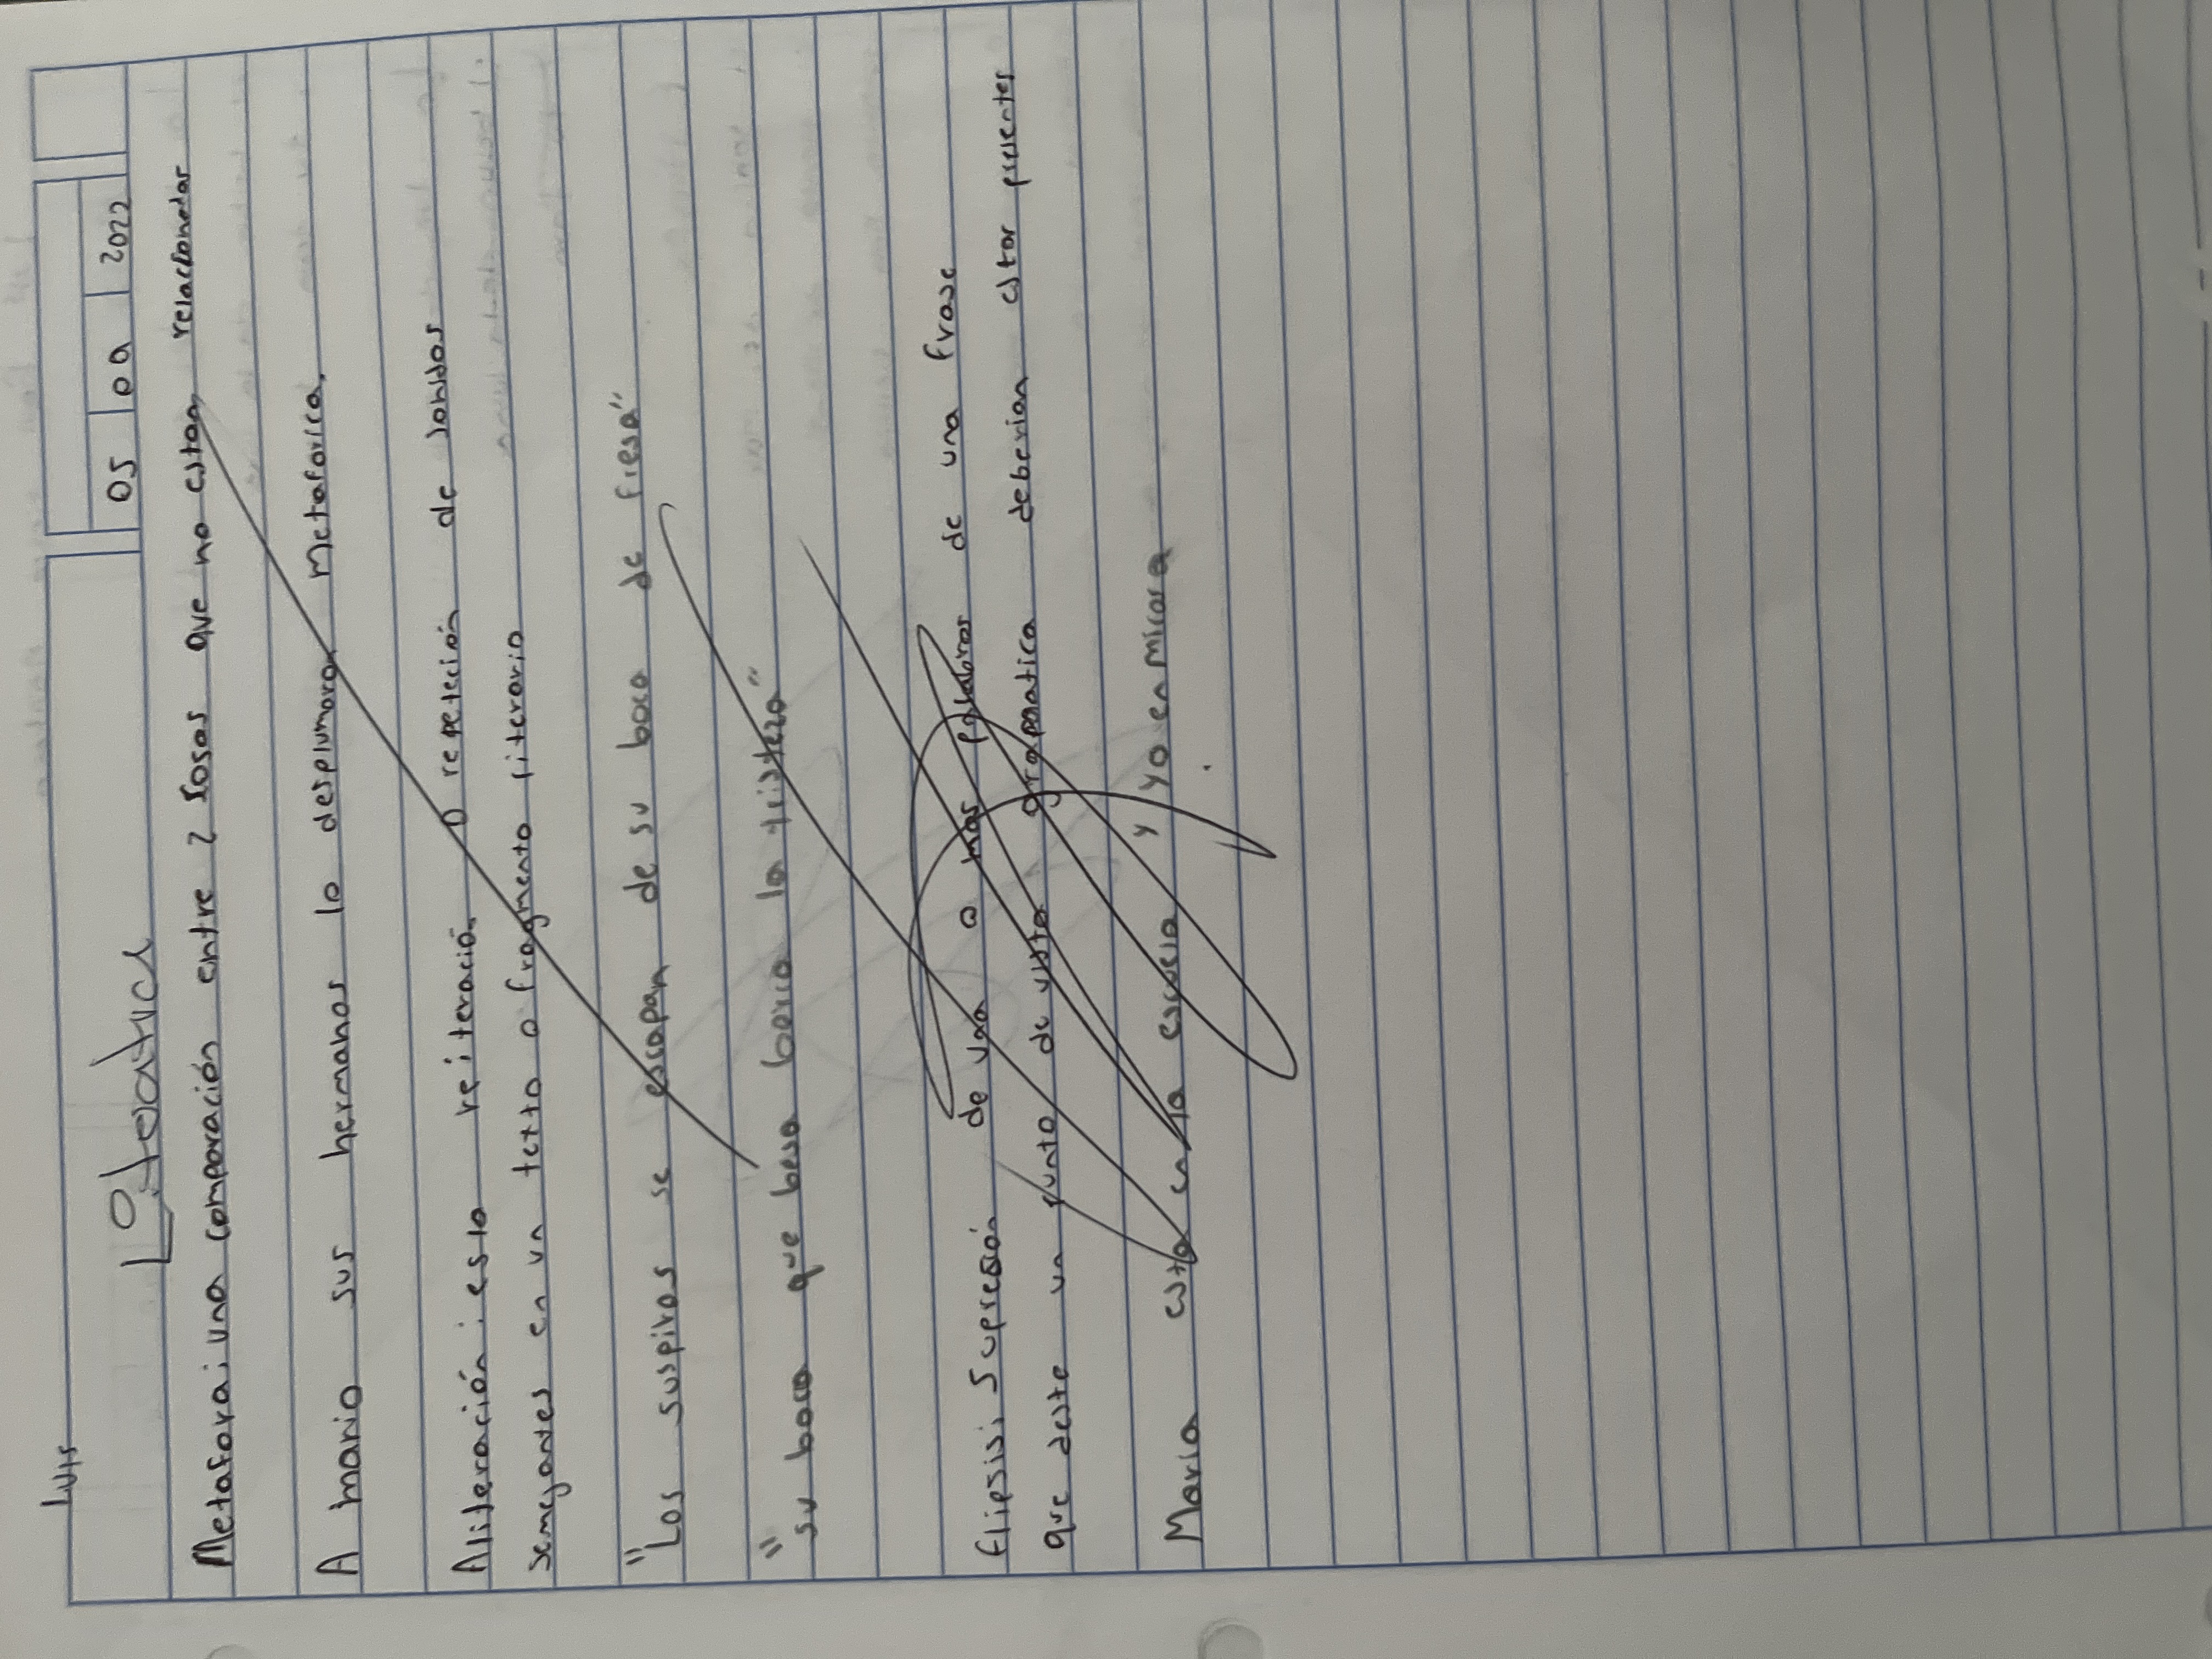 Luis
05 09 2022
Metafora: una comparación entre 2 cosas que no estan relacionadas
A mario sus hermanos lo desplumaron Metaforica.
Aliteración: es la reiteración o repeteción de sonidos
semejantes en un texto o fragmento literario
"Los suspiros se escapan de su boca de fresa"
"su boca que besa borra la tristeza"
Elipsis: Supresión de una o mas palabras de una frase
que desde un punto de vista gramatica deberian estar presentes
Maria esta en la escuela y yo en mi casa